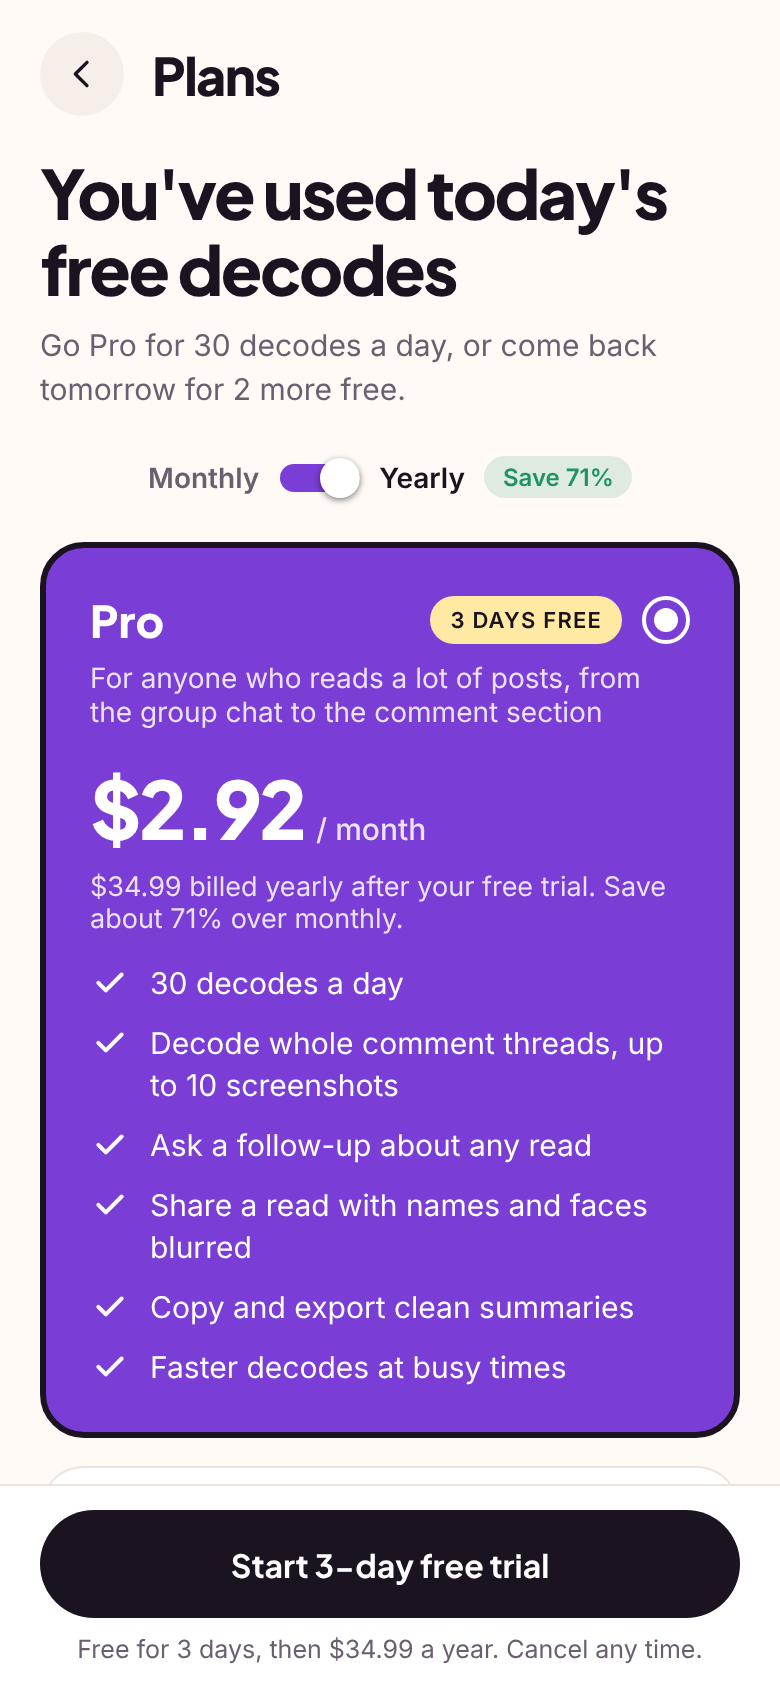 Plans
You've used today's
free decodes
Go Pro for 30 decodes a day, or come back
tomorrow for 2 more free.
Monthly Yearly Save 71%
Pro 3 DAYS FREE
For anyone who reads a lot of posts, from
the group chat to the comment section
$2.92 / month
$34.99 billed yearly after your free trial. Save
about 71% over monthly.
30 decodes a day
Decode whole comment threads, up
to 10 screenshots
Ask a follow-up about any read
Share a read with names and faces
blurred
Copy and export clean summaries
Faster decodes at busy times
Start 3-day free trial
Free for 3 days, then $34.99 a year. Cancel any time.